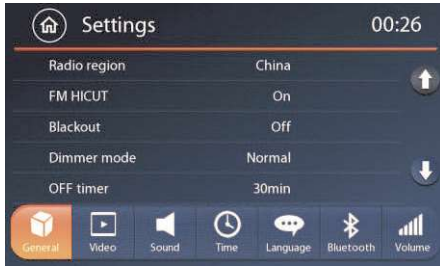 Settings 00:26
Radio region China
FM HICUT On
Blackout Off
Dimmer mode Normal
OFF timer 30min
General Video Sound Time Language Bluetooth Volume